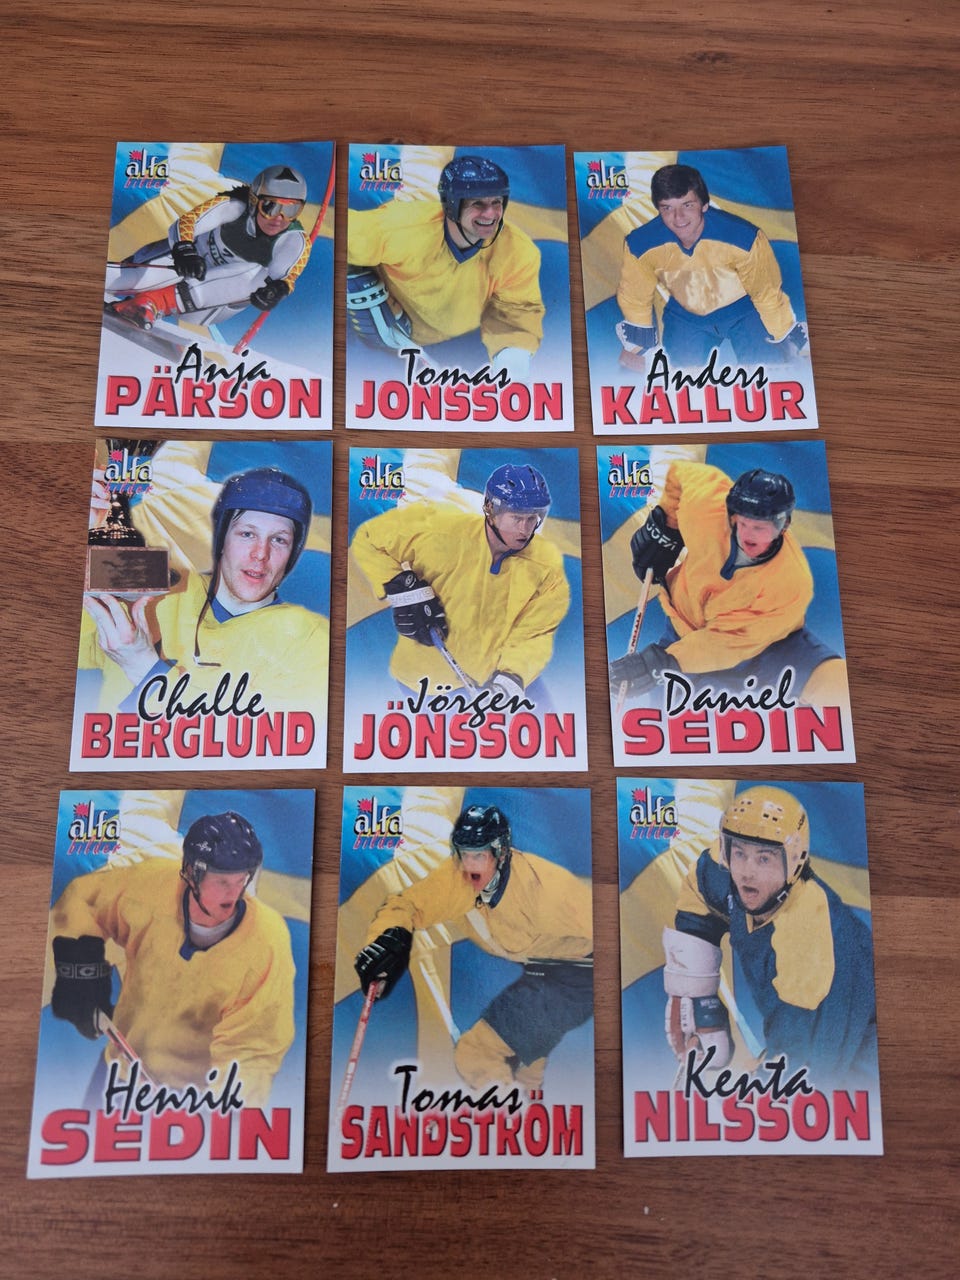 alfa
bilder
Anja
PÄRSON
alfa
bilder
Tomas
JONSSON
alfa
bilder
Anders
KALLUR
alfa
bilder
Challe
BERGLUND
alfa
bilder
Jörgen
JÖNSSON
alfa
bilder
Daniel
SEDIN
alfa
bilder
CCM
Henrik
SEDIN
alfa
bilder
Tomas
SANDSTRÖM
alfa
bilder
Kenta
NILSSON